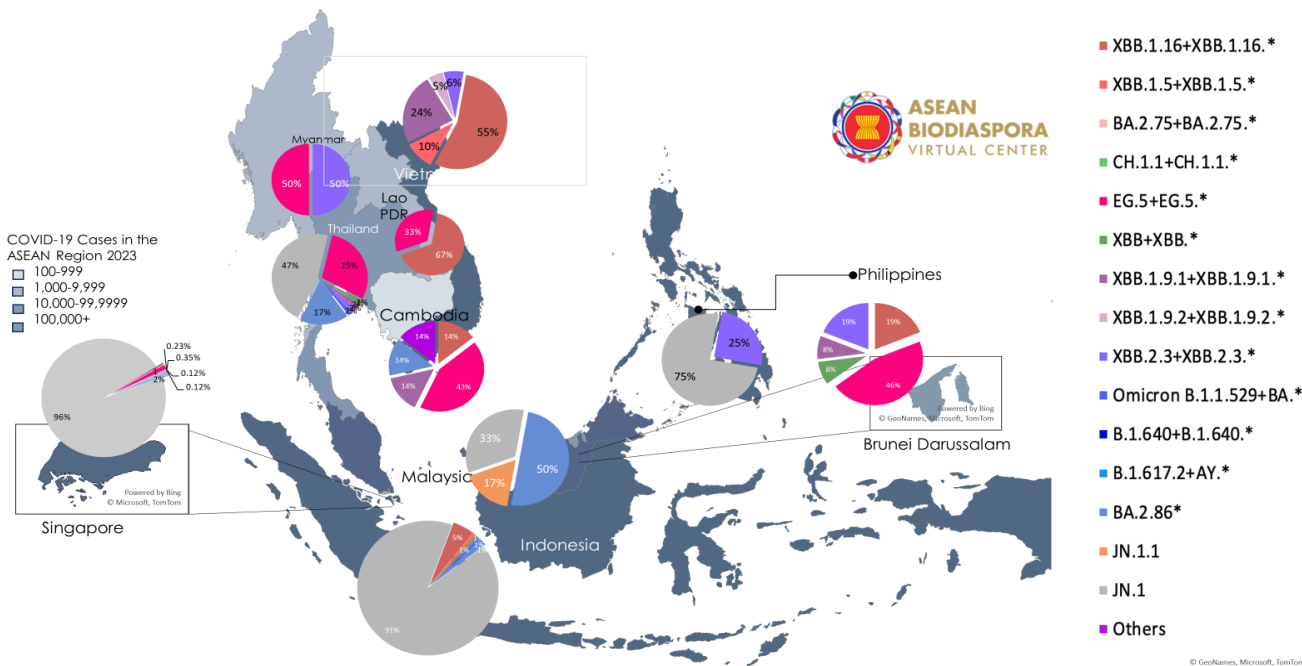 ASEAN
BIODIASPORA
VIRTUAL CENTER
XBB.1.16+XBB.1.16.*
XBB.1.5+XBB.1.5.*
BA.2.75+BA.2.75.*
CH.1.1+CH.1.1.*
EG.5+EG.5.*
XBB+XBB.*
XBB.1.9.1+XBB.1.9.1.*
XBB.1.9.2+XBB.1.9.2.*
XBB.2.3+XBB.2.3.*
Omicron B.1.1.529+BA.*
B.1.640+B.1.640.*
B.1.617.2+AY.*
BA.2.86*
JN.1.1
JN.1
Others
5%
6%
24%
55%
10%
Myanmar
50%
50%
Lao
PDR
33%
67%
Thailand
47%
29%
17%
2%
COVID-19 Cases in the
ASEAN Region 2023
100-999
1,000-9,999
10,000-99,9999
100,000+
0.23%
0.35%
0.12%
0.12%
2%
96%
Powered by Bing
© Microsoft, TomTom
Singapore
Cambodia
14%
14%
14%
14%
43%
Philippines
25%
75%
19%
19%
8%
8%
46%
Powered by Bing
© GeoNames, Microsoft, TomTom
Brunei Darussalam
Malaysia
33%
50%
17%
Indonesia
5%
1%
91%
© GeoNames, Microsoft, TomTom